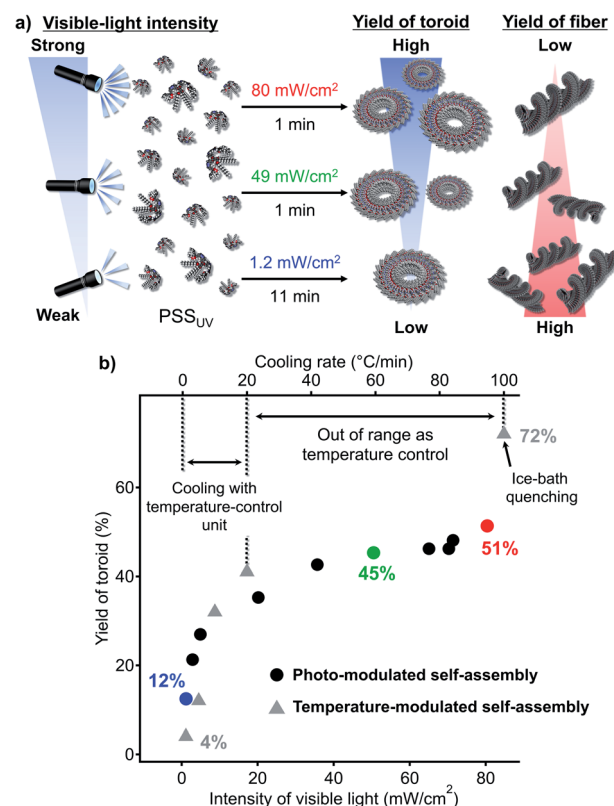 a) Visible-light intensity
Yield of toroid
Yield of fiber
Strong
High
Low
80 mW/cm²
1 min
49 mW/cm²
1 min
1.2 mW/cm²
11 min
Weak
PSS_UV
Low
High
b)
Cooling rate (°C/min)
0 20 40 60 80 100
Out of range as
temperature control
72%
Cooling with
temperature-control
unit
Ice-bath
quenching
60
40
20
0
Yield of toroid (%)
51%
45%
12%
4%
Photo-modulated self-assembly
Temperature-modulated self-assembly
0 20 40 60 80
Intensity of visible light (mW/cm²)